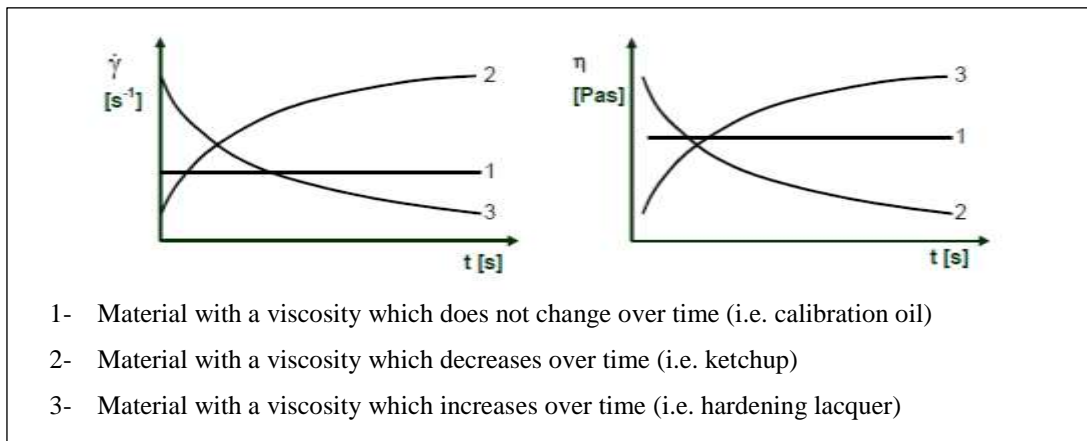 γ̇
[s⁻¹]
2
1
3
t [s]
η
[Pas]
3
1
2
t [s]
1- Material with a viscosity which does not change over time (i.e. calibration oil)
2- Material with a viscosity which decreases over time (i.e. ketchup)
3- Material with a viscosity which increases over time (i.e. hardening lacquer)